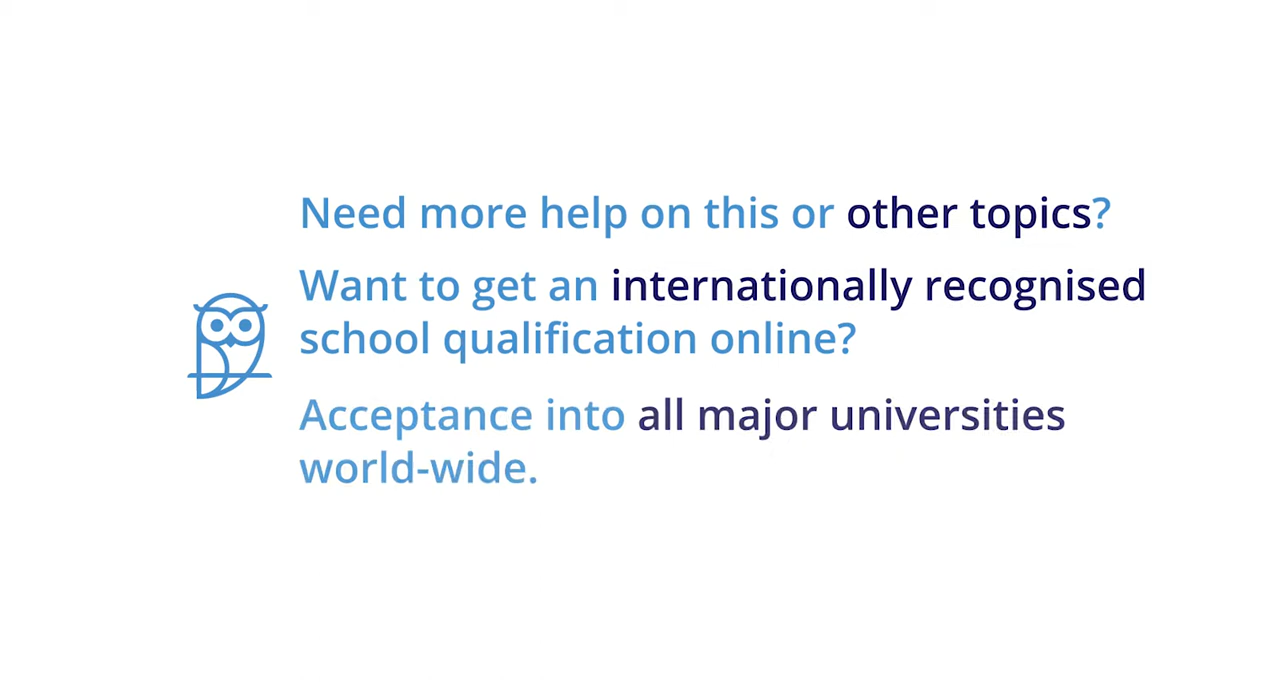 Need more help on this or other topics?
Want to get an internationally recognised
school qualification online?
Acceptance into all major universities
world-wide.